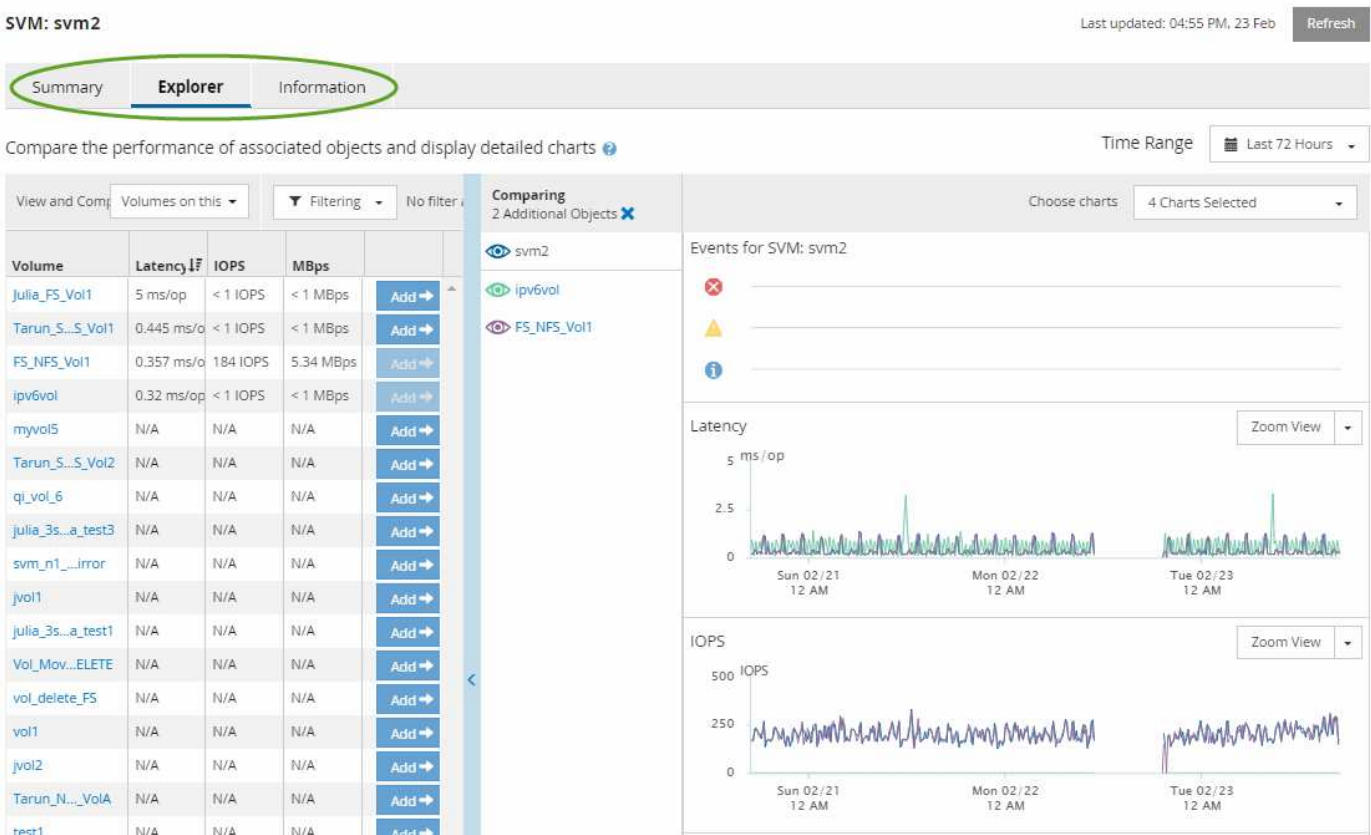 SVM: svm2
Last updated: 04:55 PM, 23 Feb Refresh
Summary Explorer Information
Compare the performance of associated objects and display detailed charts ?
Time Range Last 72 Hours
View and Comp Volumes on this Filtering No filter
Comparing
2 Additional Objects
Choose charts 4 Charts Selected
Volume Latency IOPS MBps
Julia_FS_Vol1 5 ms/op < 1 IOPS < 1 MBps Add
Tarun_S...S_Vol1 0.445 ms/o < 1 IOPS < 1 MBps Add
FS_NFS_Vol1 0.357 ms/o 184 IOPS 5.34 MBps Add
ipv6vol 0.32 ms/op < 1 IOPS < 1 MBps Add
myvol5 N/A N/A N/A Add
Tarun_S...S_Vol2 N/A N/A N/A Add
qi_vol_6 N/A N/A N/A Add
julia_3s...a_test3 N/A N/A N/A Add
svm_n1_...irror N/A N/A N/A Add
jvol1 N/A N/A N/A Add
julia_3s...a_test1 N/A N/A N/A Add
Vol_Mov...ELETE N/A N/A N/A Add
vol_delete_FS N/A N/A N/A Add
vol1 N/A N/A N/A Add
jvol2 N/A N/A N/A Add
Tarun_N..._VolA N/A N/A N/A Add
test1 N/A N/A N/A Add
svm2
ipv6vol
FS_NFS_Vol1
Events for SVM: svm2
Latency Zoom View
5 ms/op
2.5
0
Sun 02/21 Mon 02/22 Tue 02/23
12 AM 12 AM 12 AM
IOPS Zoom View
500 IOPS
250
0
Sun 02/21 Mon 02/22 Tue 02/23
12 AM 12 AM 12 AM